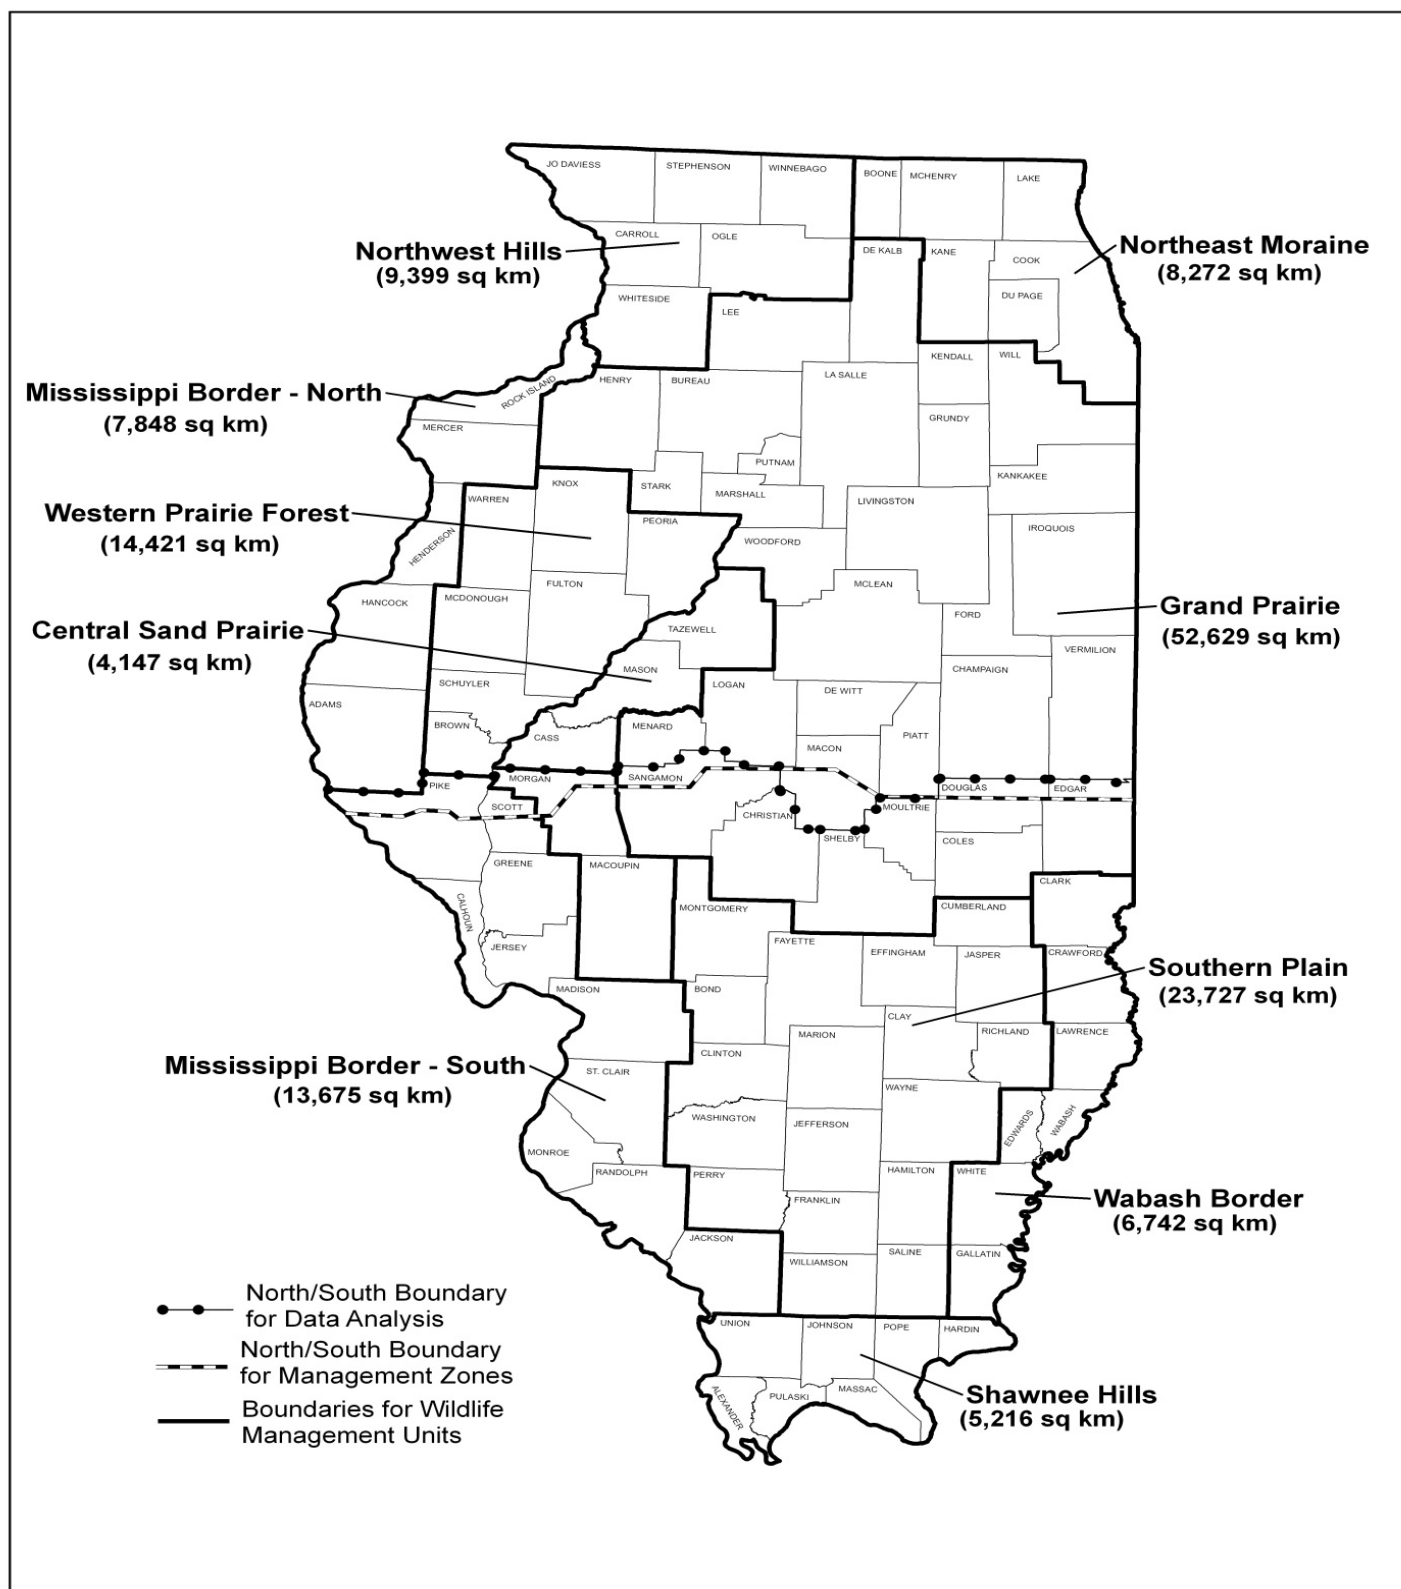 JO DAVIESS
STEPHENSON
WINNEBAGO
BOONE
MCHENRY
LAKE
CARROLL
OGLE
DE KALB
KANE
COOK
Northwest Hills
(9,399 sq km)
Northeast Moraine
(8,272 sq km)
WHITESIDE
LEE
DU PAGE
KENDALL
WILL
Mississippi Border - North
(7,848 sq km)
ROCK ISLAND
HENRY
BUREAU
LA SALLE
GRUNDY
MERCER
PUTNAM
KANKAKEE
KNOX
STARK
MARSHALL
WARREN
LIVINGSTON
Western Prairie Forest
(14,421 sq km)
PEORIA
IROQUOIS
HENDERSON
WOODFORD
FULTON
MCLEAN
HANCOCK
MCDONOUGH
FORD
Grand Prairie
(52,629 sq km)
Central Sand Prairie
(4,147 sq km)
TAZEWELL
VERMILION
MASON
CHAMPAIGN
SCHUYLER
LOGAN
DE WITT
ADAMS
BROWN
CASS
MENARD
MACON
PIATT
PIKE
MORGAN
SANGAMON
DOUGLAS
EDGAR
SCOTT
CHRISTIAN
MOULTRIE
SHELBY
COLES
GREENE
MACOUPIN
CLARK
CALHOUN
MONTGOMERY
CUMBERLAND
JERSEY
FAYETTE
EFFINGHAM
JASPER
CRAWFORD
Southern Plain
(23,727 sq km)
MADISON
BOND
CLAY
MARION
RICHLAND
LAWRENCE
CLINTON
Mississippi Border - South
(13,675 sq km)
ST. CLAIR
WAYNE
WASHINGTON
JEFFERSON
EDWARDS
WABASH
MONROE
RANDOLPH
PERRY
HAMILTON
WHITE
FRANKLIN
Wabash Border
(6,742 sq km)
JACKSON
WILLIAMSON
SALINE
GALLATIN
North/South Boundary
for Data Analysis
North/South Boundary
for Management Zones
Boundaries for Wildlife
Management Units
UNION
JOHNSON
POPE
HARDIN
ALEXANDER
PULASKI
MASSAC
Shawnee Hills
(5,216 sq km)